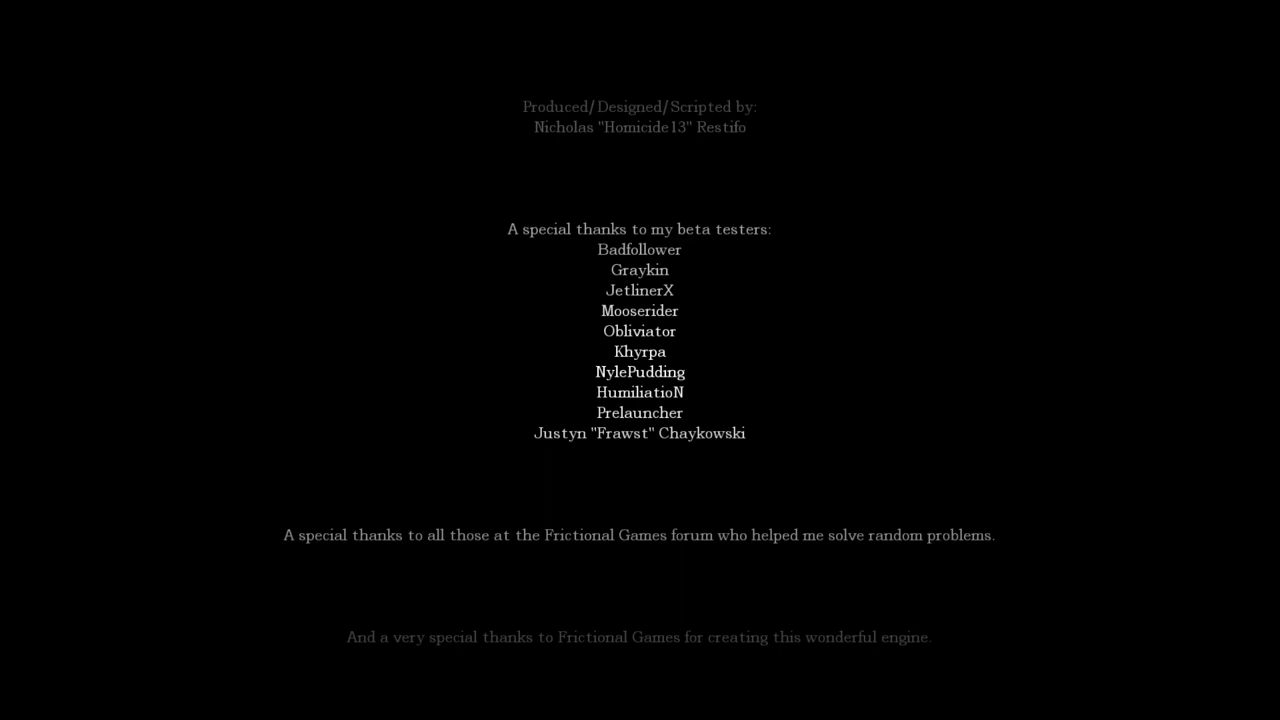 Produced/Designed/Scripted by:
Nicholas "Homicide13" Restifo
A special thanks to my beta testers:
Badfollower
Graykin
JetlinerX
Mooserider
Obliviator
Khyrpa
NylePudding
HumiliatioN
Prelauncher
Justyn "Frawst" Chaykowski
A special thanks to all those at the Frictional Games forum who helped me solve random problems.
And a very special thanks to Frictional Games for creating this wonderful engine.